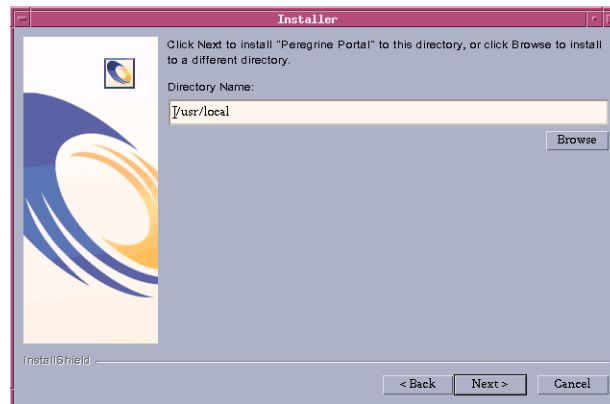 Installer
Click Next to install "Peregrine Portal" to this directory, or click Browse to install
to a different directory.
Directory Name:
/usr/local
Browse
InstallShield
< Back Next > Cancel